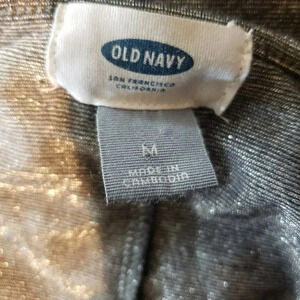 OLD NAVY
SAN FRANCISCO
CALIFORNIA
M
MADE IN
CAMBODIA